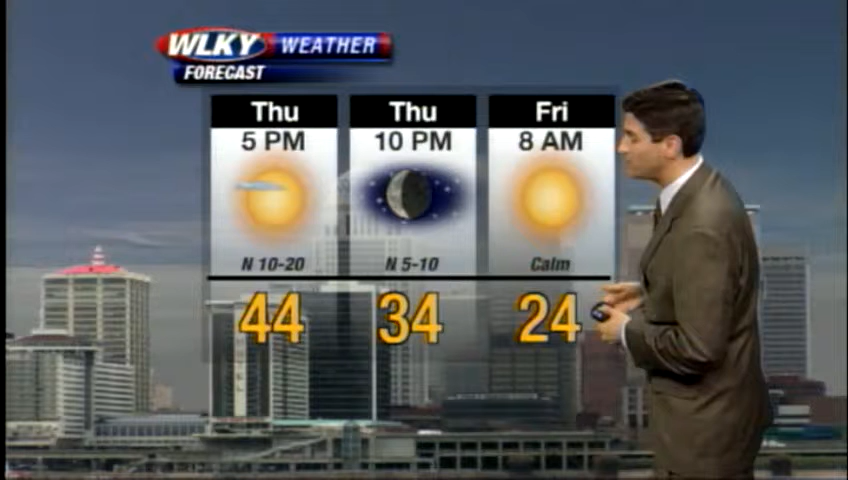 WLKY WEATHER
FORECAST
Thu Thu Fri
5 PM 10 PM 8 AM
N 10-20 N 5-10 Calm
44 34 24